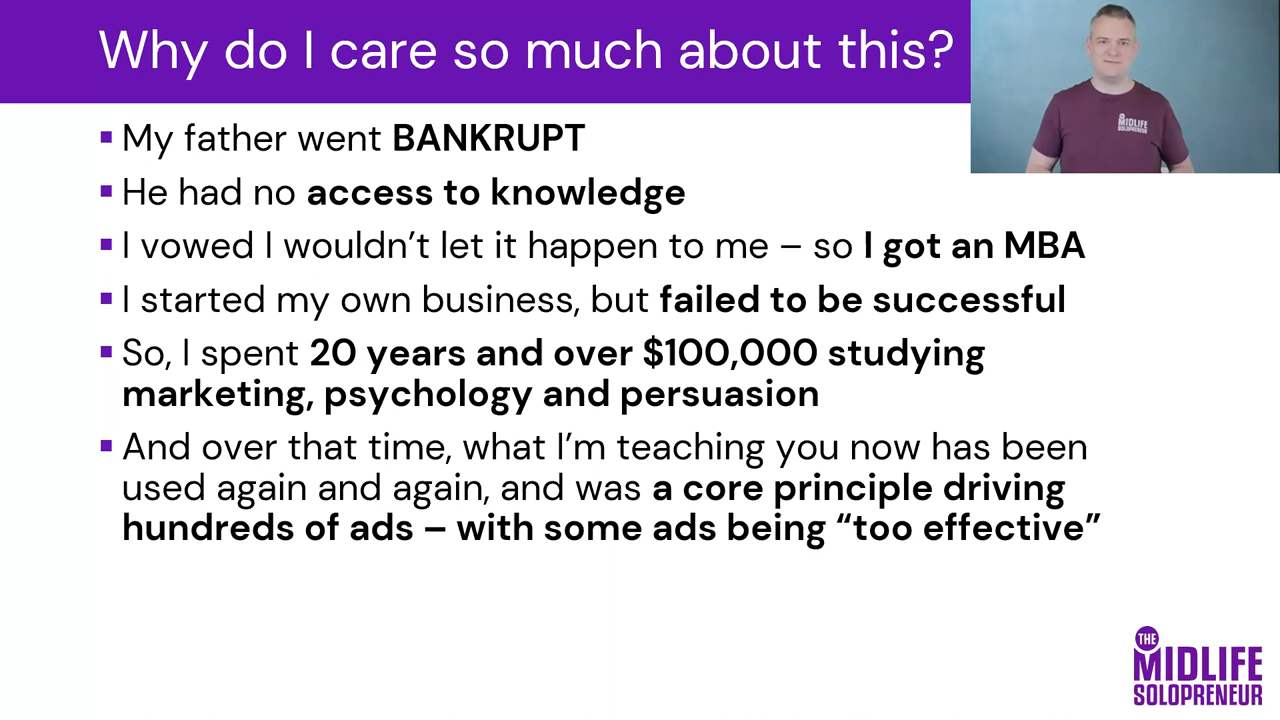 Why do I care so much about this?
▪ My father went BANKRUPT
▪ He had no access to knowledge
▪ I vowed I wouldn’t let it happen to me – so I got an MBA
▪ I started my own business, but failed to be successful
▪ So, I spent 20 years and over $100,000 studying
marketing, psychology and persuasion
▪ And over that time, what I’m teaching you now has been
used again and again, and was a core principle driving
hundreds of ads – with some ads being “too effective”
MIDLIFE
SOLOPRENEUR
THE
MIDLIFE
SOLOPRENEUR